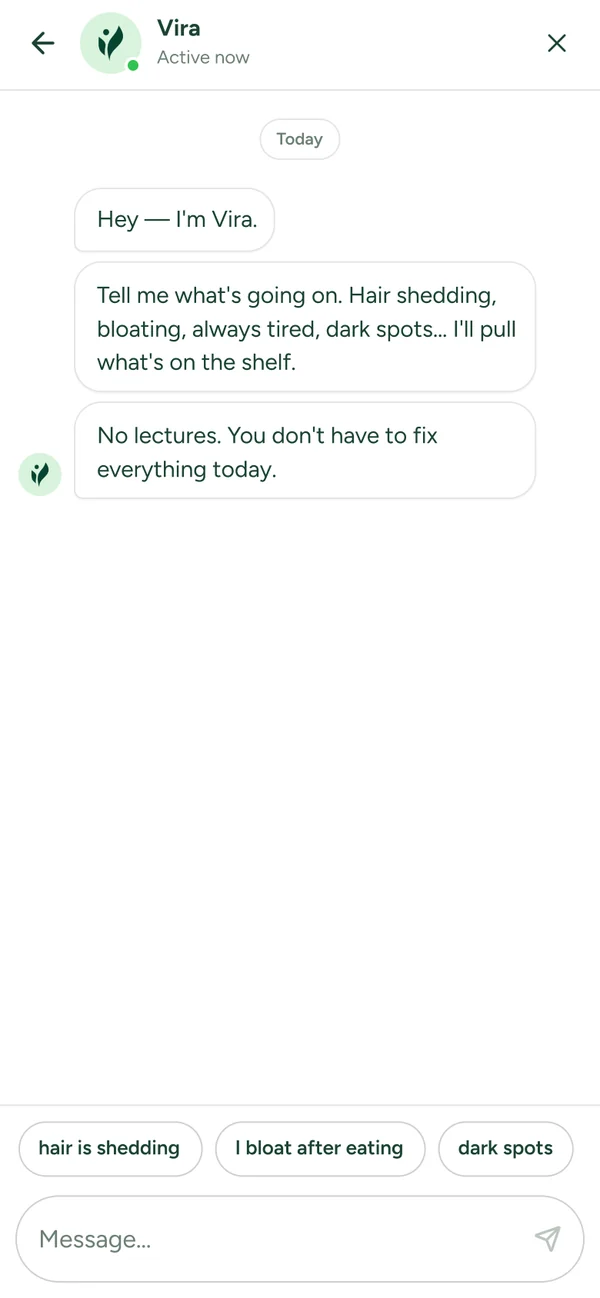 Vira
Active now
Today
Hey — I'm Vira.
Tell me what's going on. Hair shedding,
bloating, always tired, dark spots... I'll pull
what's on the shelf.
No lectures. You don't have to fix
everything today.
hair is shedding
I bloat after eating
dark spots
Message...